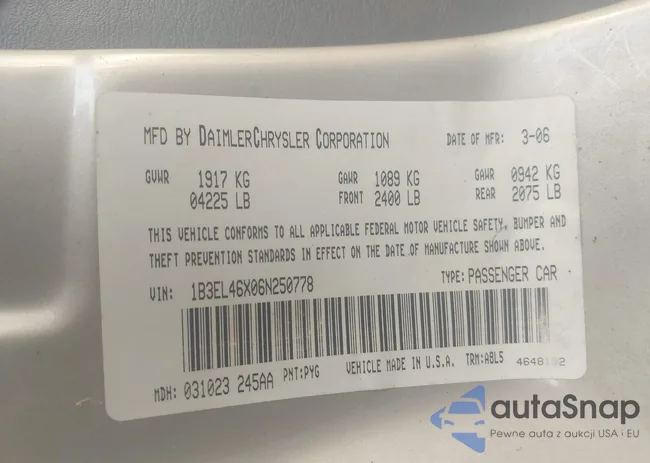 MFD BY DAIMLERCHRYSLER CORPORATION DATE OF MFR: 3-06
GVWR 1917 KG GAWR 1089 KG GAWR 0942 KG
04225 LB FRONT 2400 LB REAR 2075 LB
THIS VEHICLE CONFORMS TO ALL APPLICABLE FEDERAL MOTOR VEHICLE SAFETY, BUMPER AND
THEFT PREVENTION STANDARDS IN EFFECT ON THE DATE OF MANUFACTURE SHOWN ABOVE.
VIN: 1B3EL46X06N250778 TYPE: PASSENGER CAR
MDH: 031023 245AA PNT:PYG VEHICLE MADE IN U.S.A. TRM:ABL5
autaSnap
Pewne auta z aukcji USA i EU